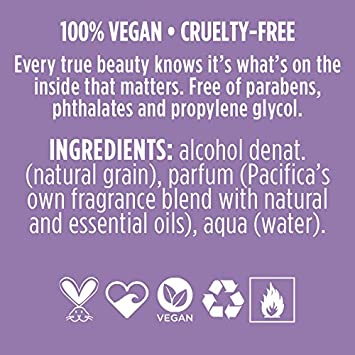 100% VEGAN • CRUELTY-FREE
Every true beauty knows it's what's on the
inside that matters. Free of parabens,
phthalates and propylene glycol.
INGREDIENTS: alcohol denat.
(natural grain), parfum (Pacifica's
own fragrance blend with natural
and essential oils), aqua (water).
VEGAN